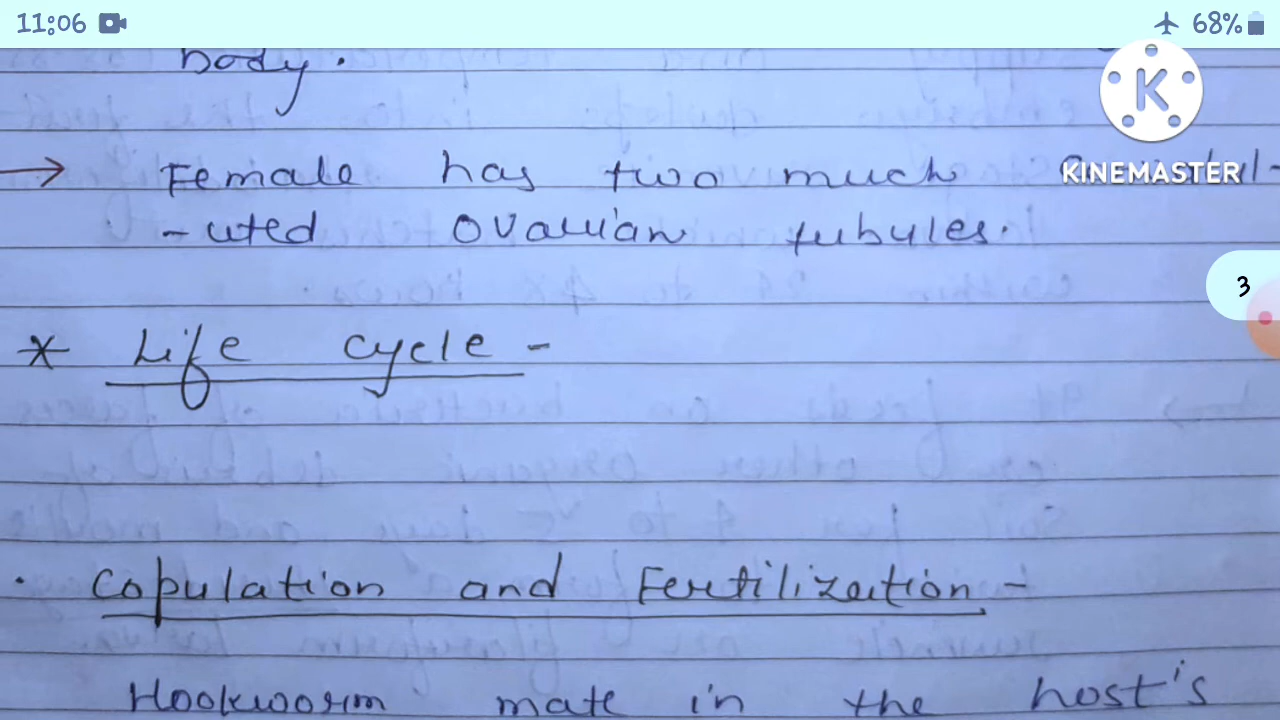 11:06 68%
body.
K
KINEMASTER
→ Female has two much
-uted ovarian tubules.
3
* Life cycle -
· Copulation and Fertilization -
Hookworm mate in the host's